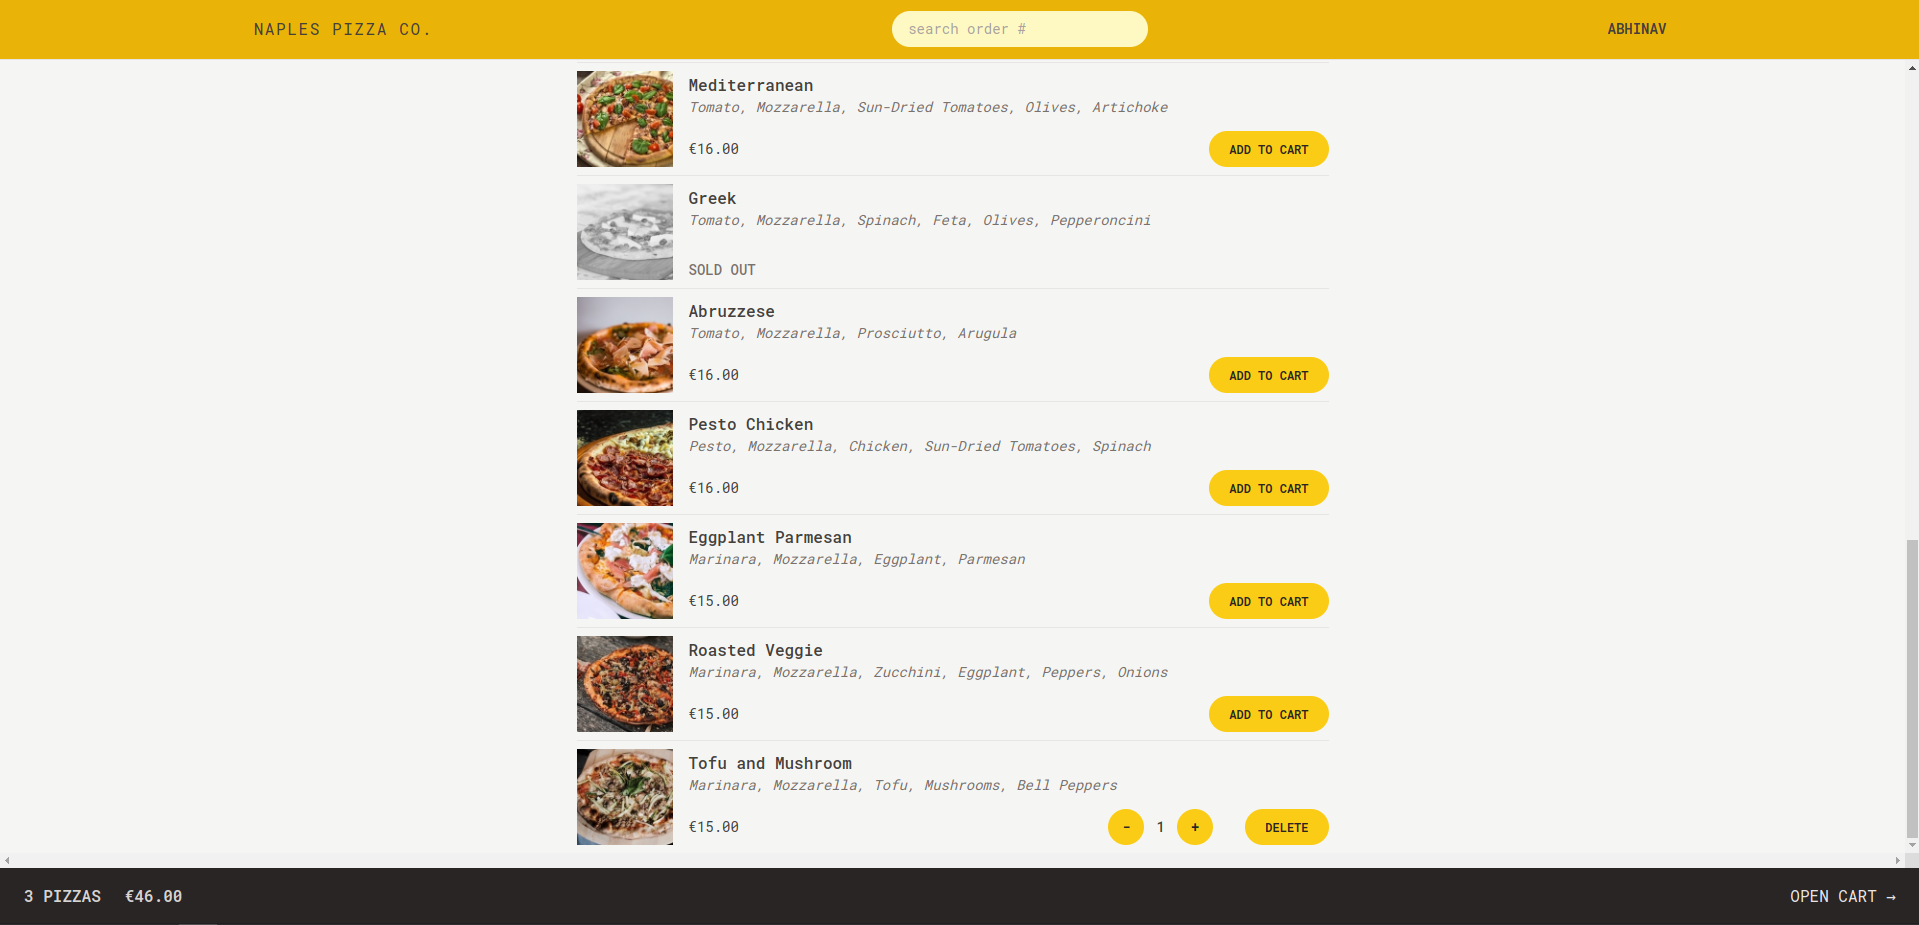 NAPLES PIZZA CO.
search order #
ABHINAV
Mediterranean
Tomato, Mozzarella, Sun-Dried Tomatoes, Olives, Artichoke
€16.00
ADD TO CART
Greek
Tomato, Mozzarella, Spinach, Feta, Olives, Pepperoncini
SOLD OUT
Abruzzese
Tomato, Mozzarella, Prosciutto, Arugula
€16.00
ADD TO CART
Pesto Chicken
Pesto, Mozzarella, Chicken, Sun-Dried Tomatoes, Spinach
€16.00
ADD TO CART
Eggplant Parmesan
Marinara, Mozzarella, Eggplant, Parmesan
€15.00
ADD TO CART
Roasted Veggie
Marinara, Mozzarella, Zucchini, Eggplant, Peppers, Onions
€15.00
ADD TO CART
Tofu and Mushroom
Marinara, Mozzarella, Tofu, Mushrooms, Bell Peppers
€15.00
- 1 +
DELETE
3 PIZZAS €46.00
OPEN CART →